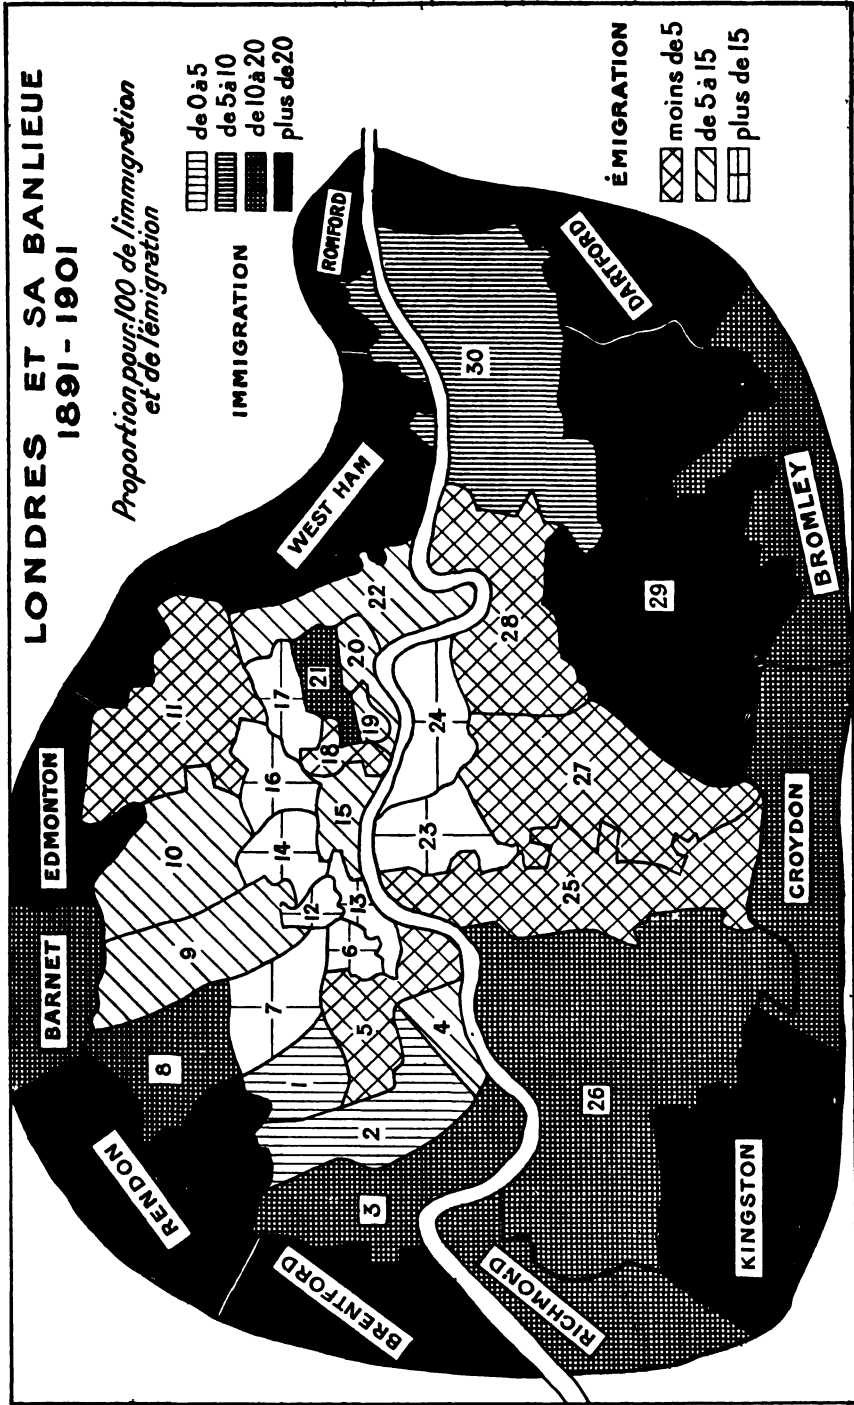 LONDRES ET SA BANLIEUE
1891-1901
Proportion pour 100 de l'immigration
et de l'émigration
IMMIGRATION
de 0 à 5
de 5 à 10
de 10 à 20
plus de 20
ÉMIGRATION
moins de 5
de 5 à 15
plus de 15
RENDON
BARNET
EDMONTON
WEST HAM
ROMFORD
DARTFORD
BROMLEY
CROYDON
KINGSTON
RICHMOND
BRENTFORD
1
2
3
4
5
6
7
8
9
10
11
12
13
14
15
16
17
18
19
20
21
22
23
24
25
26
27
28
29
30